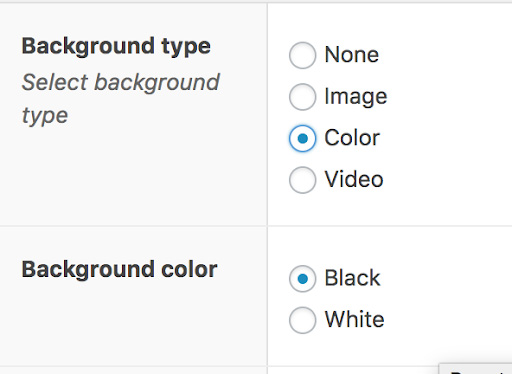 Background type
Select background
type
None
Image
Color
Video
Background color
Black
White